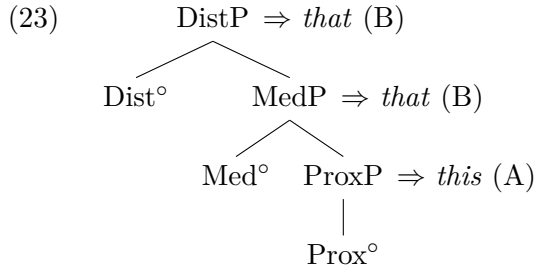 (23) DistP ⇒ that (B)
Dist° MedP ⇒ that (B)
Med° ProxP ⇒ this (A)
Prox°